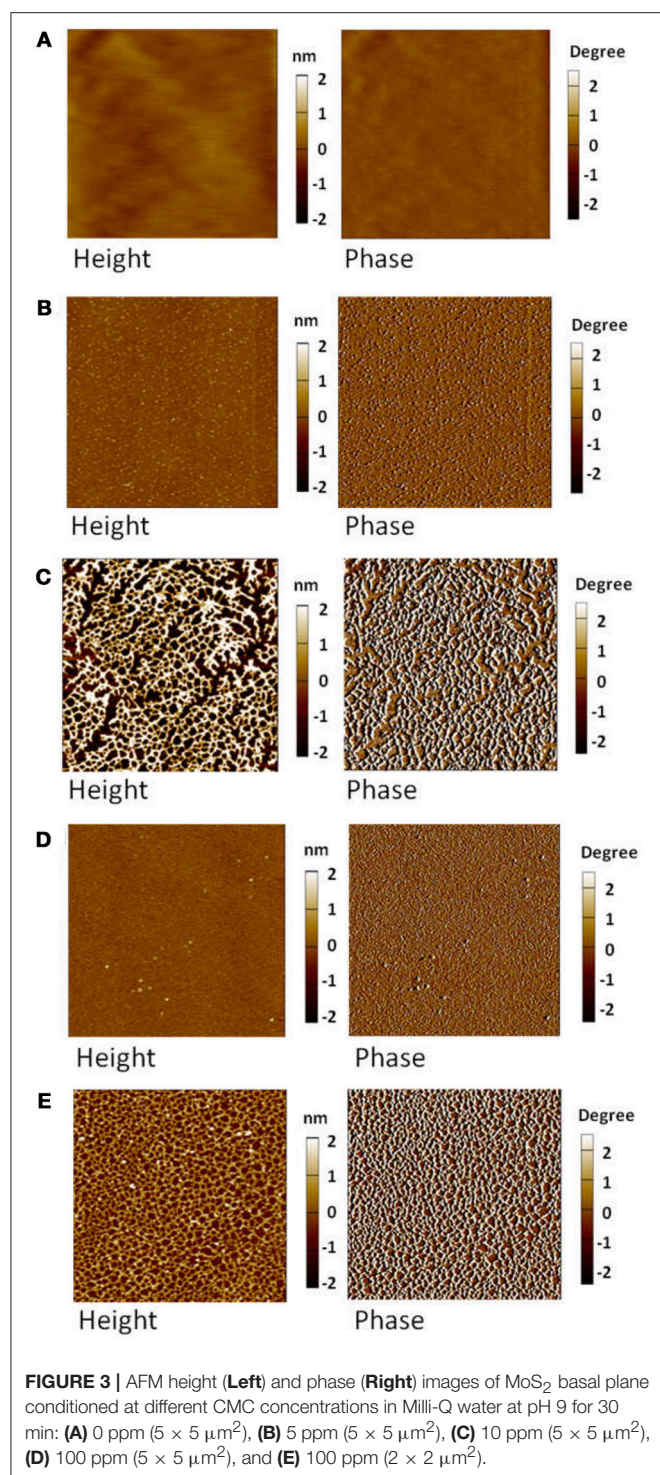 A
nm
2
1
0
-1
-2
Height
Degree
2
1
0
-1
-2
Phase
B
nm
2
1
0
-1
-2
Height
Degree
2
1
0
-1
-2
Phase
C
nm
2
1
0
-1
-2
Height
Degree
2
1
0
-1
-2
Phase
D
nm
2
1
0
-1
-2
Height
Degree
2
1
0
-1
-2
Phase
E
nm
2
1
0
-1
-2
Height
Degree
2
1
0
-1
-2
Phase
FIGURE 3 | AFM height (Left) and phase (Right) images of MoS₂ basal plane
conditioned at different CMC concentrations in Milli-Q water at pH 9 for 30
min: (A) 0 ppm (5 × 5 μm²), (B) 5 ppm (5 × 5 μm²), (C) 10 ppm (5 × 5 μm²),
(D) 100 ppm (5 × 5 μm²), and (E) 100 ppm (2 × 2 μm²).